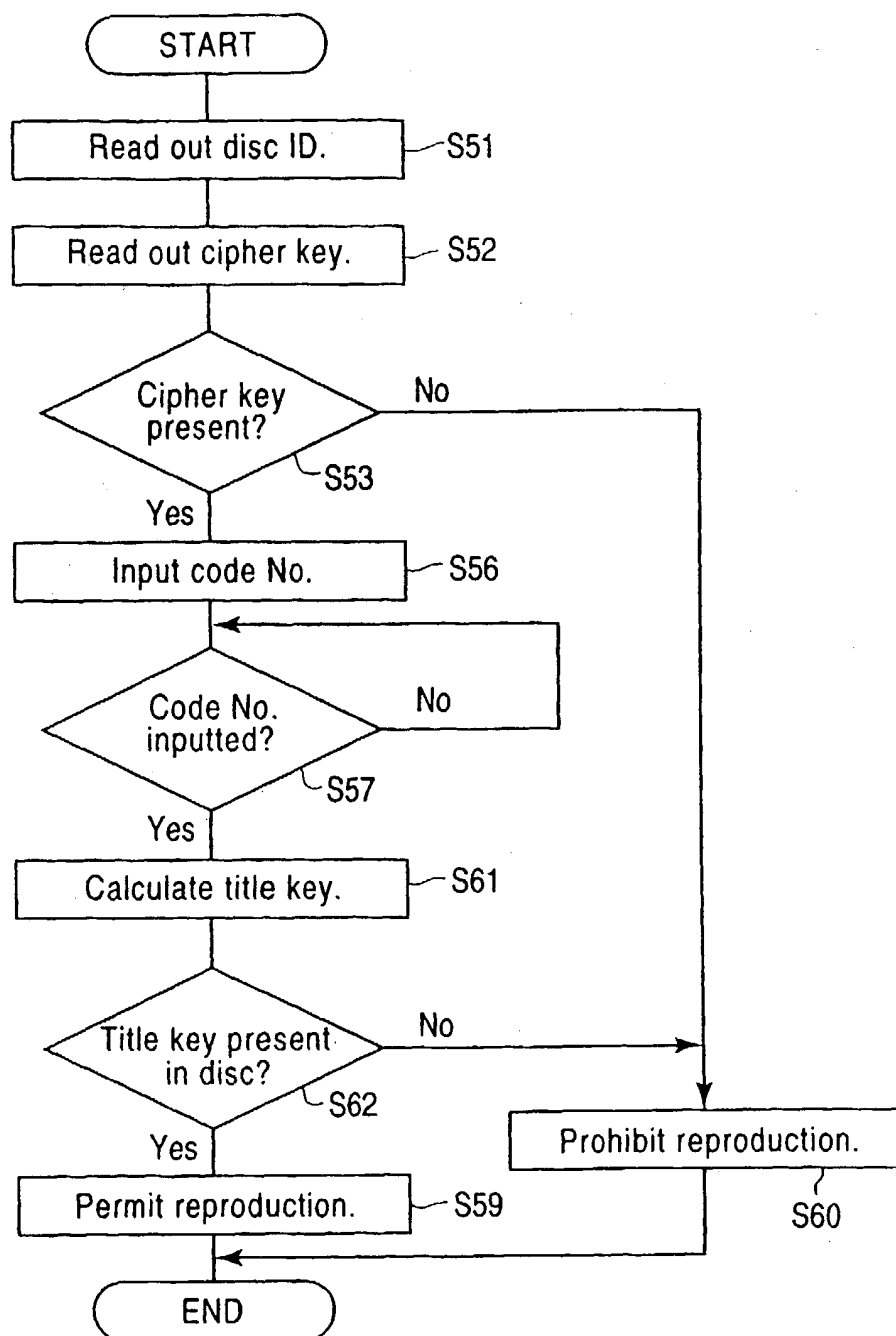 START
Read out disc ID.
S51
Read out cipher key.
S52
Cipher key
present?
No
S53
Yes
Input code No.
S56
Code No.
inputted?
No
S57
Yes
Calculate title key.
S61
Title key present
in disc?
No
S62
Yes
Prohibit reproduction.
S60
Permit reproduction.
S59
END